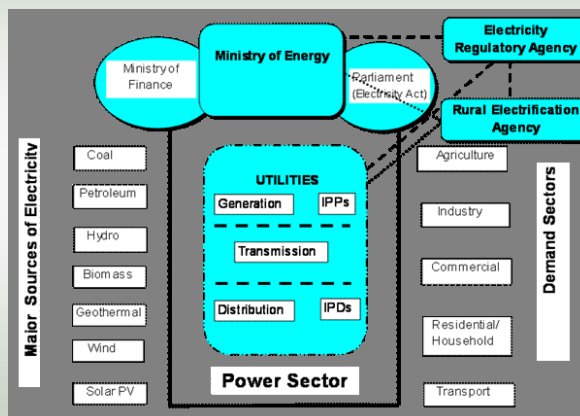 Electricity
Regulatory Agency
Ministry of Energy
Ministry of
Finance
Parliament
(Electricity Act)
Rural Electrification
Agency
Major Sources of Electricity
Coal
Petroleum
Hydro
Biomass
Geothermal
Wind
Solar PV
UTILITIES
Generation
IPPs
Transmission
Distribution
IPDs
Power Sector
Agriculture
Industry
Commercial
Residential/
Household
Transport
Demand Sectors